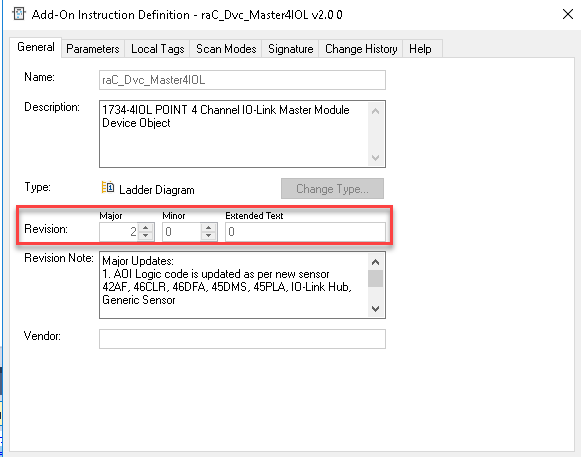 Add-On Instruction Definition - raC_Dvc_Master4IOL v2.0 0
General Parameters Local Tags Scan Modes Signature Change History Help
Name: raC_Dvc_Master4IOL
Description: 1734-4IOL POINT 4 Channel IO-Link Master Module
Device Object
Type: Ladder Diagram Change Type...
Major Minor Extended Text
Revision: 2 0 0
Revision Note: Major Updates:
1. AOI Logic code is updated as per new sensor
42AF, 46CLR, 46DFA, 45DMS, 45PLA, IO-Link Hub,
Generic Sensor
Vendor: